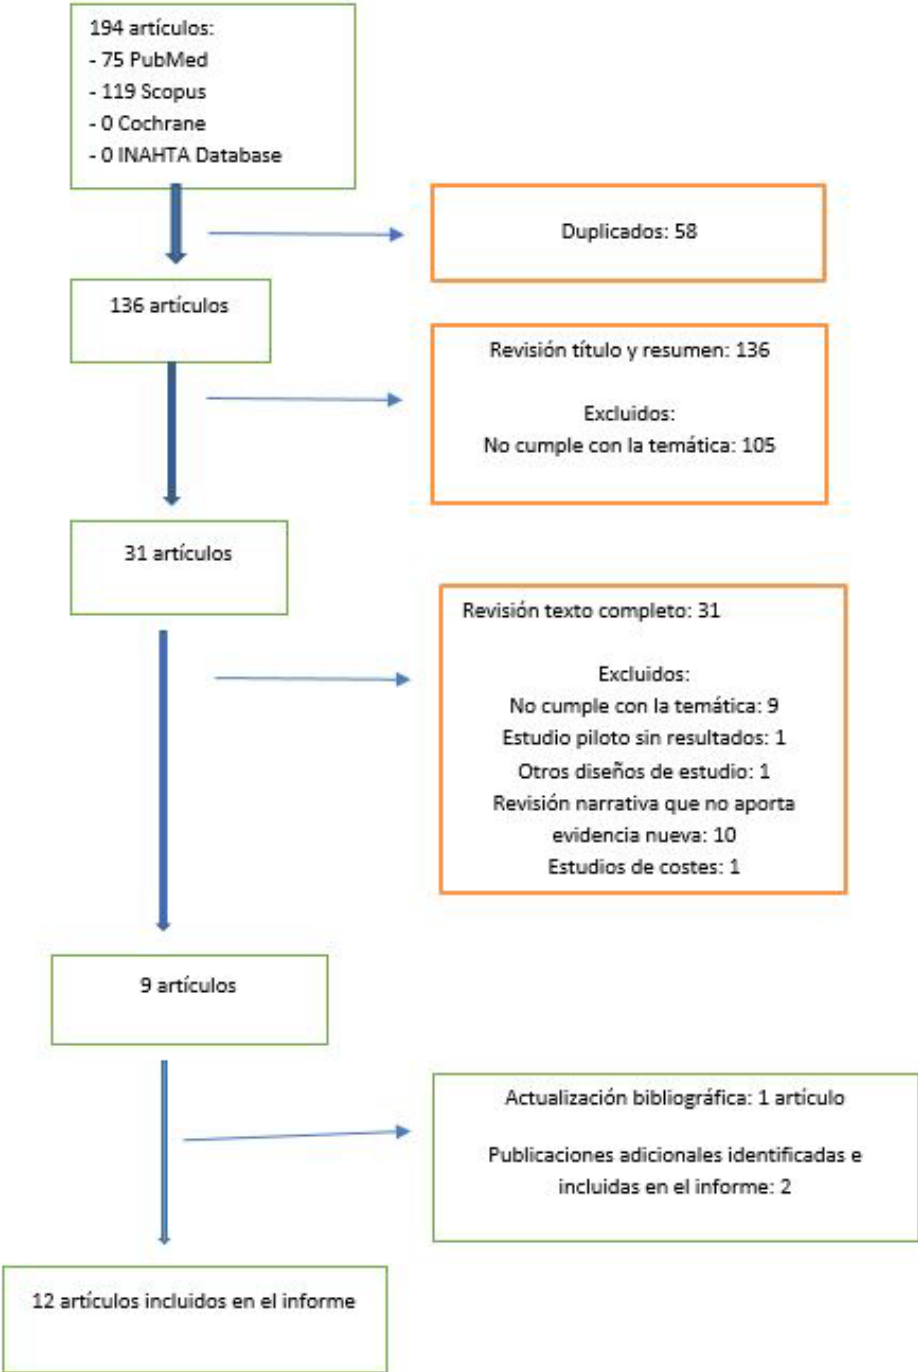 194 artículos:
- 75 PubMed
- 119 Scopus
- 0 Cochrane
- 0 INAHTA Database
Duplicados: 58
136 artículos
Revisión título y resumen: 136
Excluidos:
No cumple con la temática: 105
31 artículos
Revisión texto completo: 31
Excluidos:
No cumple con la temática: 9
Estudio piloto sin resultados: 1
Otros diseños de estudio: 1
Revisión narrativa que no aporta
evidencia nueva: 10
Estudios de costes: 1
9 artículos
Actualización bibliográfica: 1 artículo
Publicaciones adicionales identificadas e
incluidas en el informe: 2
12 artículos incluidos en el informe